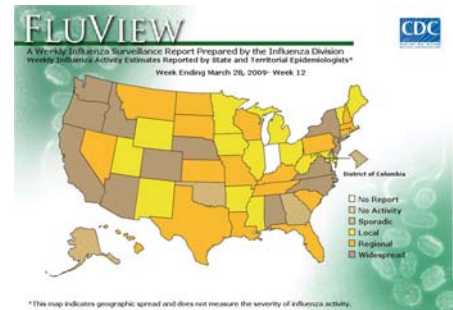 FLUVIEW
CDC
A Weekly Influenza Surveillance Report Prepared by the Influenza Division
Weekly Influenza Activity Estimates Reported by State and Territorial Epidemiologists*
Week Ending March 28, 2009- Week 12
District of Columbia
No Report
No Activity
Sporadic
Local
Regional
Widespread
*This map indicates geographic spread and does not measure the severity of influenza activity.